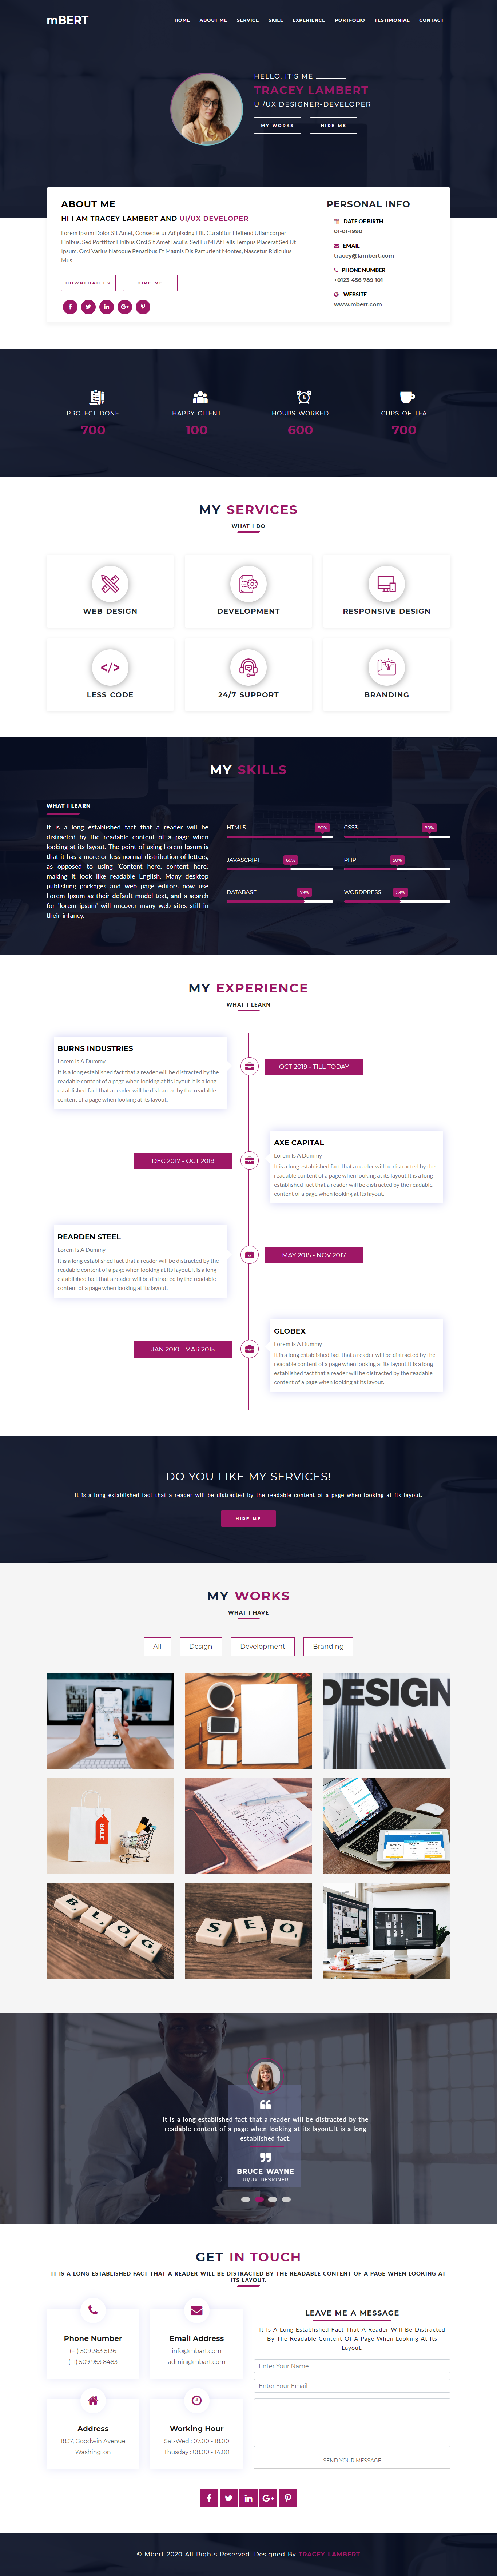 mBERT
HOME ABOUT ME SERVICE SKILL EXPERIENCE PORTFOLIO TESTIMONIAL CONTACT
HELLO, IT'S ME
TRACEY LAMBERT
UI/UX DESIGNER-DEVELOPER
MY WORKS HIRE ME
ABOUT ME
HI I AM TRACEY LAMBERT AND UI/UX DEVELOPER
Lorem Ipsum Dolor Sit Amet, Consectetur Adipiscing Elit. Curabitur Eleifend Ullamcorper
Finibus. Sed Porttitor Finibus Orci Sit Amet Iaculis. Sed Eu Mi At Felis Tempus Placerat Sed Ut
Ipsum. Orci Varius Natoque Penatibus Et Magnis Dis Parturient Montes, Nascetur Ridiculus
Mus.
DOWNLOAD CV HIRE ME
PERSONAL INFO
DATE OF BIRTH
01-01-1990
EMAIL
tracey@lambert.com
PHONE NUMBER
+0123 456 789 101
WEBSITE
www.mbert.com
PROJECT DONE
700
HAPPY CLIENT
100
HOURS WORKED
600
CUPS OF TEA
700
MY SERVICES
WHAT I DO
WEB DESIGN
DEVELOPMENT
RESPONSIVE DESIGN
LESS CODE
24/7 SUPPORT
BRANDING
MY SKILLS
WHAT I LEARN
It is a long established fact that a reader will be
distracted by the readable content of a page when
looking at its layout. The point of using Lorem Ipsum is
that it has a more-or-less normal distribution of letters,
as opposed to using 'Content here, content here',
making it look like readable English. Many desktop
publishing packages and web page editors now use
Lorem Ipsum as their default model text, and a search
for 'lorem ipsum' will uncover many web sites still in
their infancy.
HTML5 90%
CSS3 80%
JAVASCRIPT 60%
PHP 50%
DATABASE 73%
WORDPRESS 53%
MY EXPERIENCE
WHAT I LEARN
BURNS INDUSTRIES
Lorem Is A Dummy
It is a long established fact that a reader will be distracted by the
readable content of a page when looking at its layout.It is a long
established fact that a reader will be distracted by the readable
content of a page when looking at its layout.
OCT 2019 - TILL TODAY
AXE CAPITAL
Lorem Is A Dummy
It is a long established fact that a reader will be distracted by the
readable content of a page when looking at its layout.It is a long
established fact that a reader will be distracted by the readable
content of a page when looking at its layout.
DEC 2017 - OCT 2019
REARDEN STEEL
Lorem Is A Dummy
It is a long established fact that a reader will be distracted by the
readable content of a page when looking at its layout.It is a long
established fact that a reader will be distracted by the readable
content of a page when looking at its layout.
MAY 2015 - NOV 2017
GLOBEX
Lorem Is A Dummy
It is a long established fact that a reader will be distracted by the
readable content of a page when looking at its layout.It is a long
established fact that a reader will be distracted by the readable
content of a page when looking at its layout.
JAN 2010 - MAR 2015
DO YOU LIKE MY SERVICES!
It is a long established fact that a reader will be distracted by the readable content of a page when looking at its layout.
HIRE ME
MY WORKS
WHAT I HAVE
All Design Development Branding
DESIGN
SALE
BLOG
SEO
It is a long established fact that a reader will be distracted by the
readable content of a page when looking at its layout.It is a long
established fact.
BRUCE WAYNE
UI/UX DESIGNER
GET IN TOUCH
IT IS A LONG ESTABLISHED FACT THAT A READER WILL BE DISTRACTED BY THE READABLE CONTENT OF A PAGE WHEN LOOKING AT
ITS LAYOUT.
Phone Number
(+1) 509 363 5136
(+1) 509 953 8483
Email Address
info@mbart.com
admin@mbart.com
Address
1837, Goodwin Avenue
Washington
Working Hour
Sat-Wed : 07.00 - 18.00
Thusday : 08.00 - 14.00
LEAVE ME A MESSAGE
It Is A Long Established Fact That A Reader Will Be Distracted
By The Readable Content Of A Page When Looking At Its
Layout.
Enter Your Name
Enter Your Email
SEND YOUR MESSAGE
© Mbert 2020 All Rights Reserved. Designed By TRACEY LAMBERT